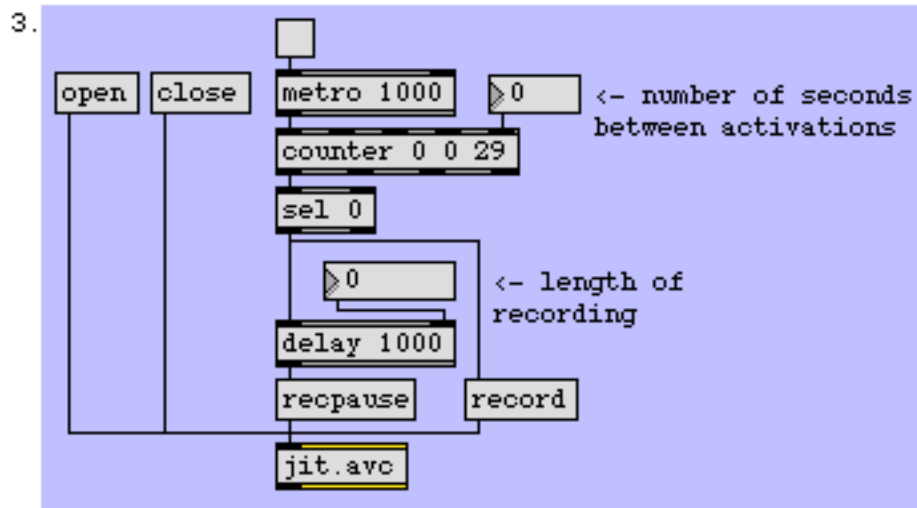 3.
open
close
metro 1000
0
<- number of seconds
between activations
counter 0 0 29
sel 0
0
<- length of
recording
delay 1000
recpause
record
jit.avc